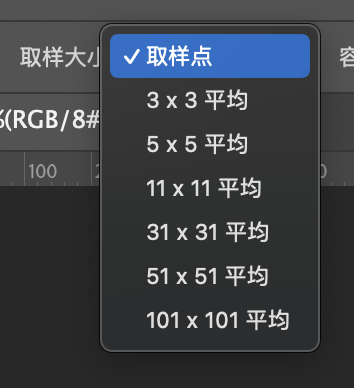 取样大小
取样点
容
3 x 3 平均
%(RGB/8#
5 x 5 平均
100
11 x 11 平均
31 x 31 平均
51 x 51 平均
101 x 101 平均